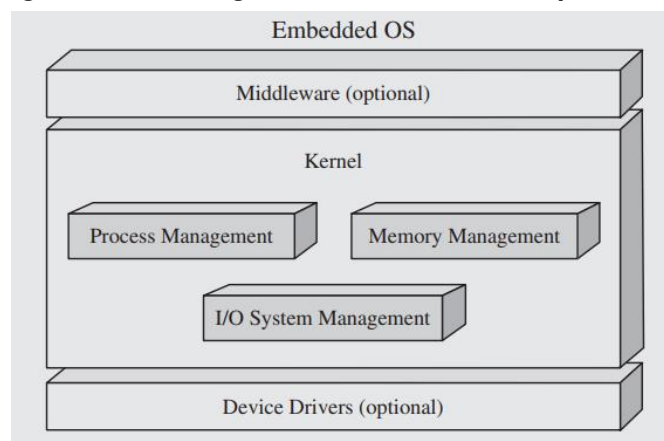 Embedded OS
Middleware (optional)
Kernel
Process Management
Memory Management
I/O System Management
Device Drivers (optional)